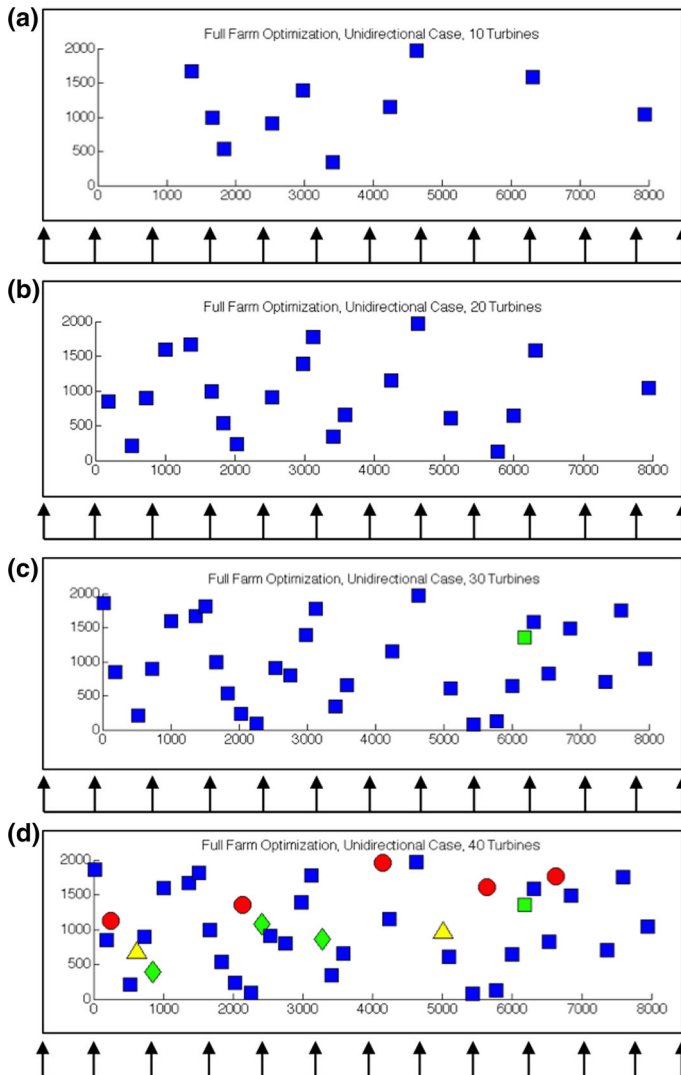 (a)
Full Farm Optimization, Unidirectional Case, 10 Turbines
2000
1500
1000
500
0
0 1000 2000 3000 4000 5000 6000 7000 8000
(b)
Full Farm Optimization, Unidirectional Case, 20 Turbines
2000
1500
1000
500
0
0 1000 2000 3000 4000 5000 6000 7000 8000
(c)
Full Farm Optimization, Unidirectional Case, 30 Turbines
2000
1500
1000
500
0
0 1000 2000 3000 4000 5000 6000 7000 8000
(d)
Full Farm Optimization, Unidirectional Case, 40 Turbines
2000
1500
1000
500
0
0 1000 2000 3000 4000 5000 6000 7000 8000